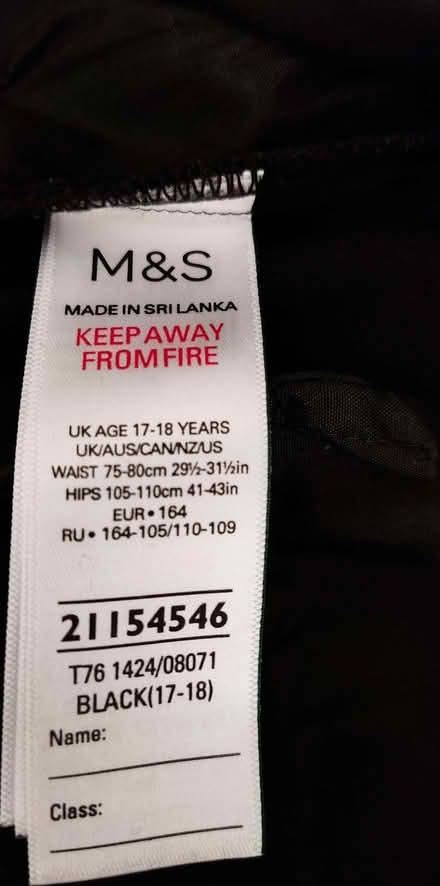 M&S
MADE IN SRI LANKA
KEEP AWAY
FROM FIRE
UK AGE 17-18 YEARS
UK/AUS/CAN/NZ/US
WAIST 75-80cm 29½-31½in
HIPS 105-110cm 41-43in
EUR • 164
RU • 164-105/110-109
21154546
T76 1424/08071
BLACK(17-18)
Name:
Class: